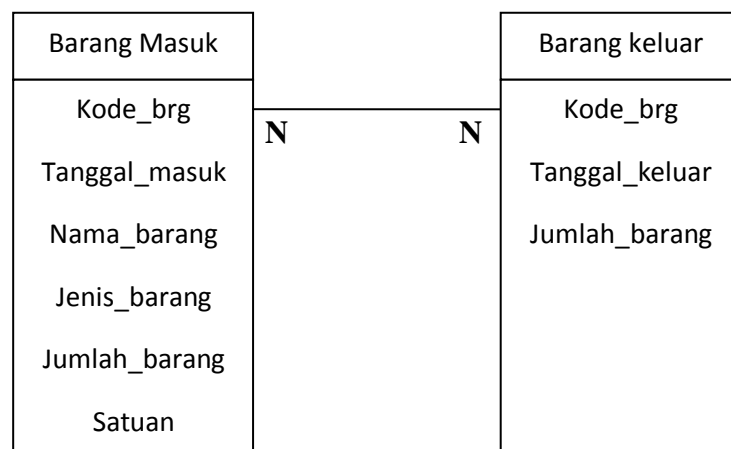 Barang Masuk
Kode_brg
Tanggal_masuk
Nama_barang
Jenis_barang
Jumlah_barang
Satuan
N
N
Barang keluar
Kode_brg
Tanggal_keluar
Jumlah_barang